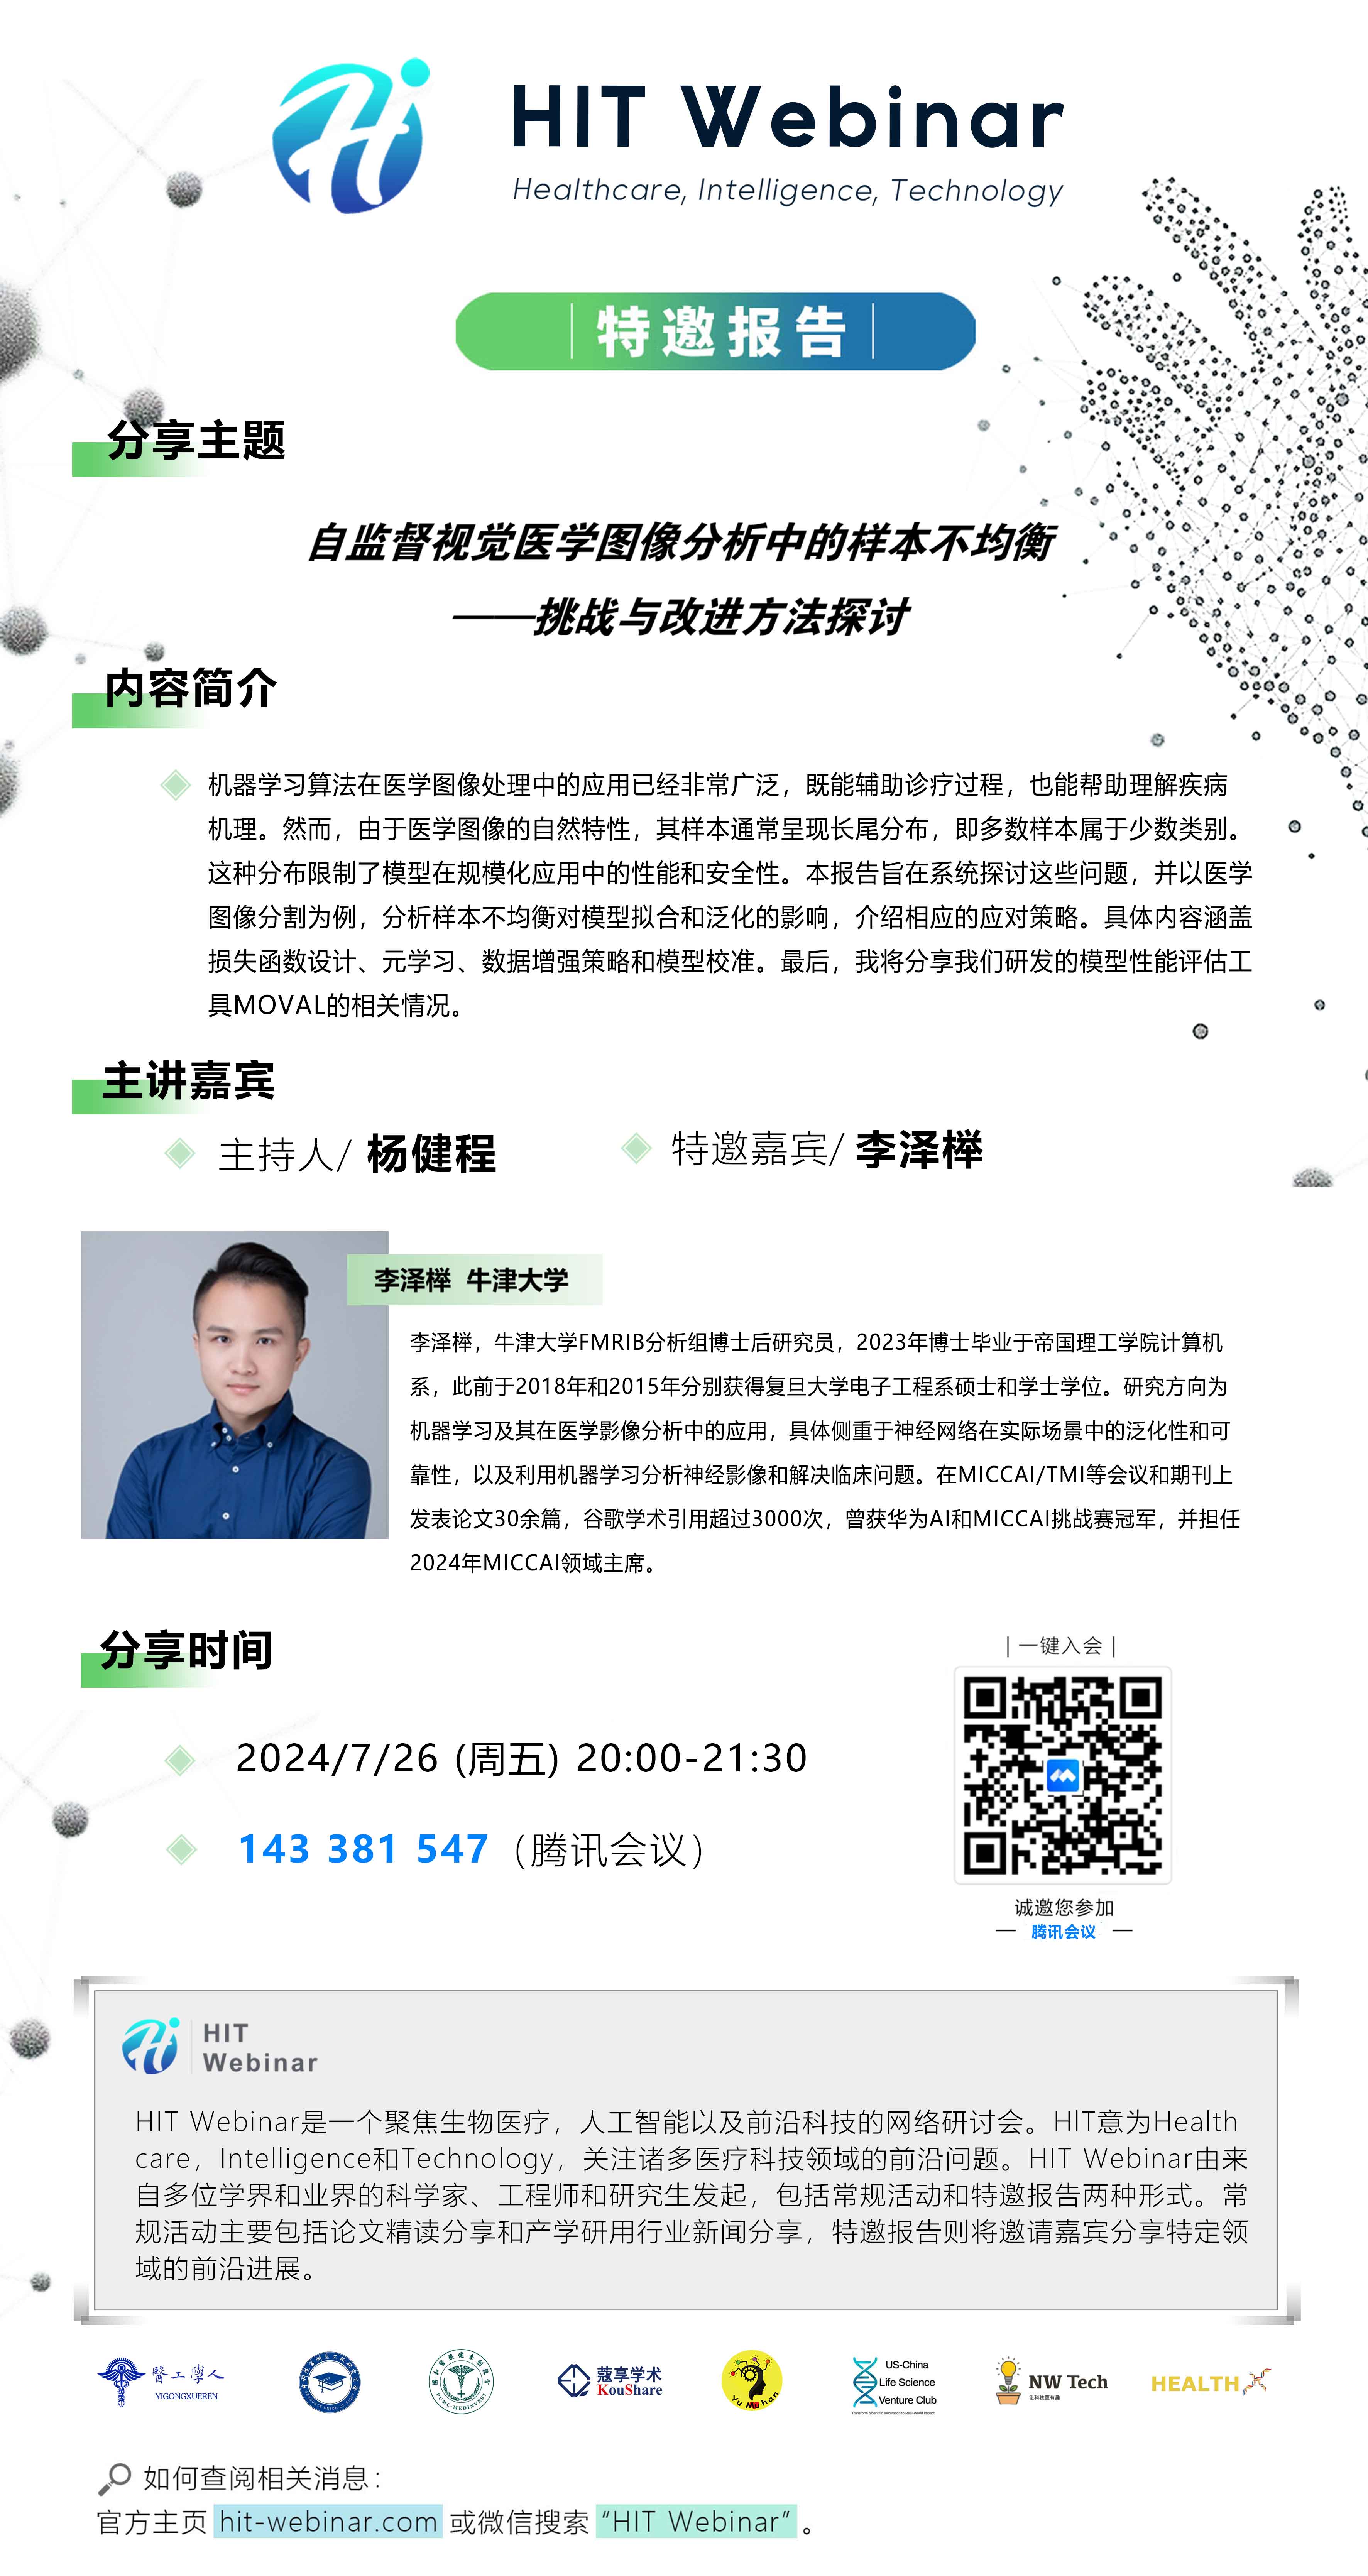 HIT Webinar
Healthcare, Intelligence, Technology
特邀报告
分享主题
自监督视觉医学图像分析中的样本不均衡
——挑战与改进方法探讨
内容简介
机器学习算法在医学图像处理中的应用已经非常广泛，既能辅助诊疗过程，也能帮助理解疾病
机理。然而，由于医学图像的自然特性，其样本通常呈现长尾分布，即多数样本属于少数类别。
这种分布限制了模型在规模化应用中的性能和安全性。本报告旨在系统探讨这些问题，并以医学
图像分割为例，分析样本不均衡对模型拟合和泛化的影响，介绍相应的应对策略。具体内容涵盖
损失函数设计、元学习、数据增强策略和模型校准。最后，我将分享我们研发的模型性能评估工
具MOVAL的相关情况。
主讲嘉宾
主持人/ 杨健程
特邀嘉宾/ 李泽榉
李泽榉 牛津大学
李泽榉，牛津大学FMRIB分析组博士后研究员，2023年博士毕业于帝国理工学院计算机
系，此前于2018年和2015年分别获得复旦大学电子工程系硕士和学士学位。研究方向为
机器学习及其在医学影像分析中的应用，具体侧重于神经网络在实际场景中的泛化性和可
靠性，以及利用机器学习分析神经影像和解决临床问题。在MICCAI/TMI等会议和期刊上
发表论文30余篇，谷歌学术引用超过3000次，曾获华为AI和MICCAI挑战赛冠军，并担任
2024年MICCAI领域主席。
分享时间
2024/7/26 (周五) 20:00-21:30
143 381 547（腾讯会议）
| 一键入会 |
诚邀您参加
— 腾讯会议 —
HIT
Webinar
HIT Webinar是一个聚焦生物医疗，人工智能以及前沿科技的网络研讨会。HIT意为Health
care，Intelligence和Technology，关注诸多医疗科技领域的前沿问题。HIT Webinar由来
自多位学界和业界的科学家、工程师和研究生发起，包括常规活动和特邀报告两种形式。常
规活动主要包括论文精读分享和产学研用行业新闻分享，特邀报告则将邀请嘉宾分享特定领
域的前沿进展。
醫工學人
YIGONGXUEREN
PUMC-MEDINVEST
蔻享学术
KouShare
Yu Mi han
US-China
Life Science
Venture Club
Transform Scientific Innovation to Real-World Impact
NW Tech
让科技更有趣
HEALTH X
如何查阅相关消息：
官方主页 hit-webinar.com 或微信搜索 “HIT Webinar” 。